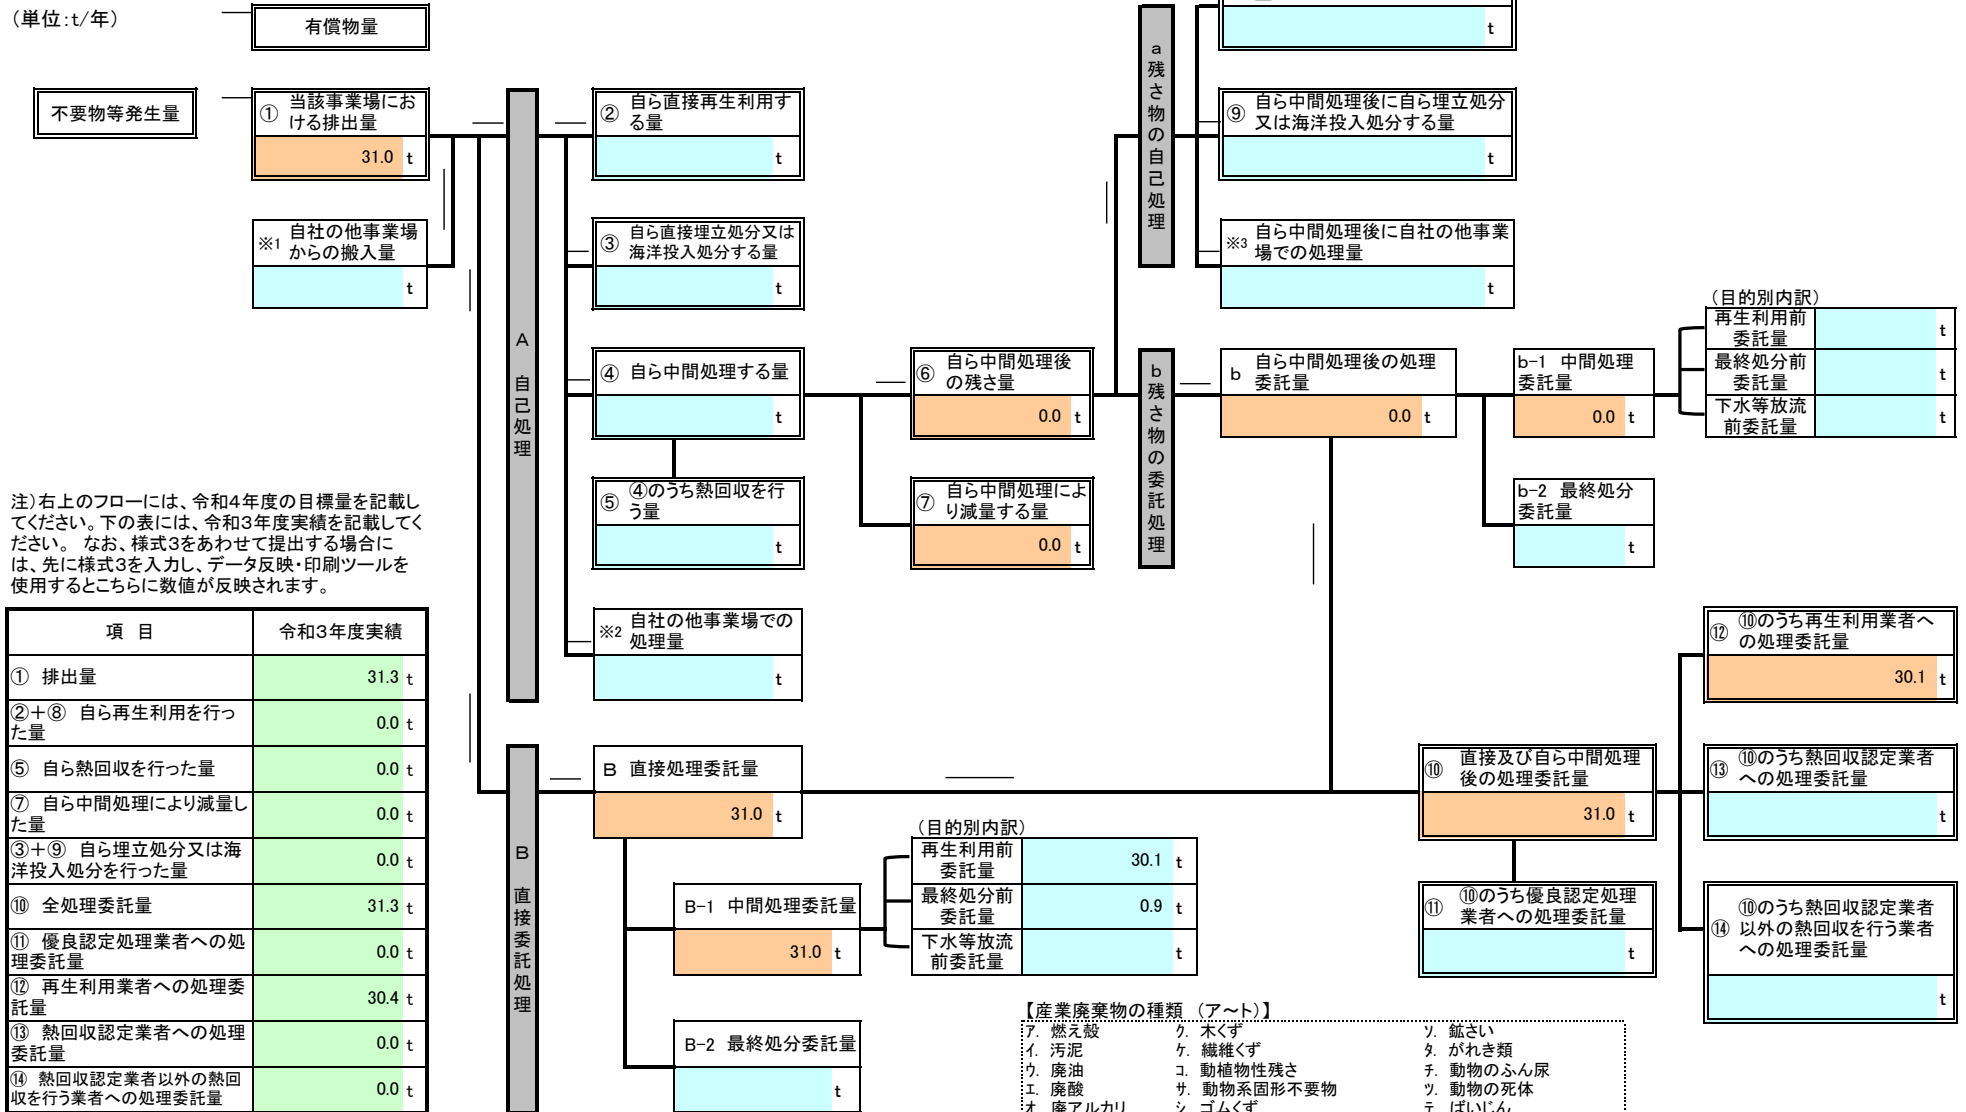 （単位：ｔ/年）
有償物量
t
不要物等発生量
① 当該事業場にお
ける排出量
31.0 t
※1 自社の他事業場
からの搬入量
t
A
自己処理
② 自ら直接再生利用す
る量
t
③ 自ら直接埋立処分又は
海洋投入処分する量
t
④ 自ら中間処理する量
t
⑤ ④のうち熱回収を行
う量
t
※2 自社の他事業場での
処理量
t
⑥ 自ら中間処理後
の残さ量
0.0 t
⑦ 自ら中間処理によ
り減量する量
0.0 t
a
残さ物の自己処理
⑨ 自ら中間処理後に自ら埋立処分
又は海洋投入処分する量
t
※3 自ら中間処理後に自社の他事業
場での処理量
t
b
残さ物の委託処理
b 自ら中間処理後の処理
委託量
0.0 t
b-1 中間処理
委託量
0.0 t
b-2 最終処分
委託量
t
（目的別内訳）
再生利用前
委託量
t
最終処分前
委託量
t
下水等放流
前委託量
t
注）右上のフローには、令和４年度の目標量を記載し
てください。下の表には、令和３年度実績を記載してく
ださい。 なお、様式３をあわせて提出する場合に
は、先に様式３を入力し、データ反映・印刷ツールを
使用するとこちらに数値が反映されます。
項 目 令和３年度実績
① 排出量 31.3 t
②＋⑧ 自ら再生利用を行っ
た量 0.0 t
⑤ 自ら熱回収を行った量 0.0 t
⑦ 自ら中間処理により減量し
た量 0.0 t
③＋⑨ 自ら埋立処分又は海
洋投入処分を行った量 0.0 t
⑩ 全処理委託量 31.3 t
⑪ 優良認定処理業者への処
理委託量 0.0 t
⑫ 再生利用業者への処理委
託量 30.4 t
⑬ 熱回収認定業者への処理
委託量 0.0 t
⑭ 熱回収認定業者以外の熱回
収を行う業者への処理委託量 0.0 t
B
直接委託処理
B 直接処理委託量
31.0 t
B-1 中間処理委託量
31.0 t
B-2 最終処分委託量
t
（目的別内訳）
再生利用前
委託量
30.1 t
最終処分前
委託量
0.9 t
下水等放流
前委託量
t
⑩ 直接及び自ら中間処理
後の処理委託量
31.0 t
⑪ ⑩のうち優良認定処理
業者への処理委託量
t
⑫ ⑩のうち再生利用業者へ
の処理委託量
30.1 t
⑬ ⑩のうち熱回収認定業者
への処理委託量
t
⑭ ⑩のうち熱回収認定業者
以外の熱回収を行う業者
への処理委託量
t
【産業廃棄物の種類 （ア～ト）】
ｱ. 燃え殻 ｸ. 木くず ｿ. 鉱さい
ｲ. 汚泥 ｹ. 繊維くず ﾀ. がれき類
ｳ. 廃油 ｺ. 動植物性残さ ﾁ. 動物のふん尿
ｴ. 廃酸 ｻ. 動物系固形不要物 ﾂ. 動物の死体
ｵ. 廃アルカリ ｼ. ゴムくず ﾃ. ばいじん